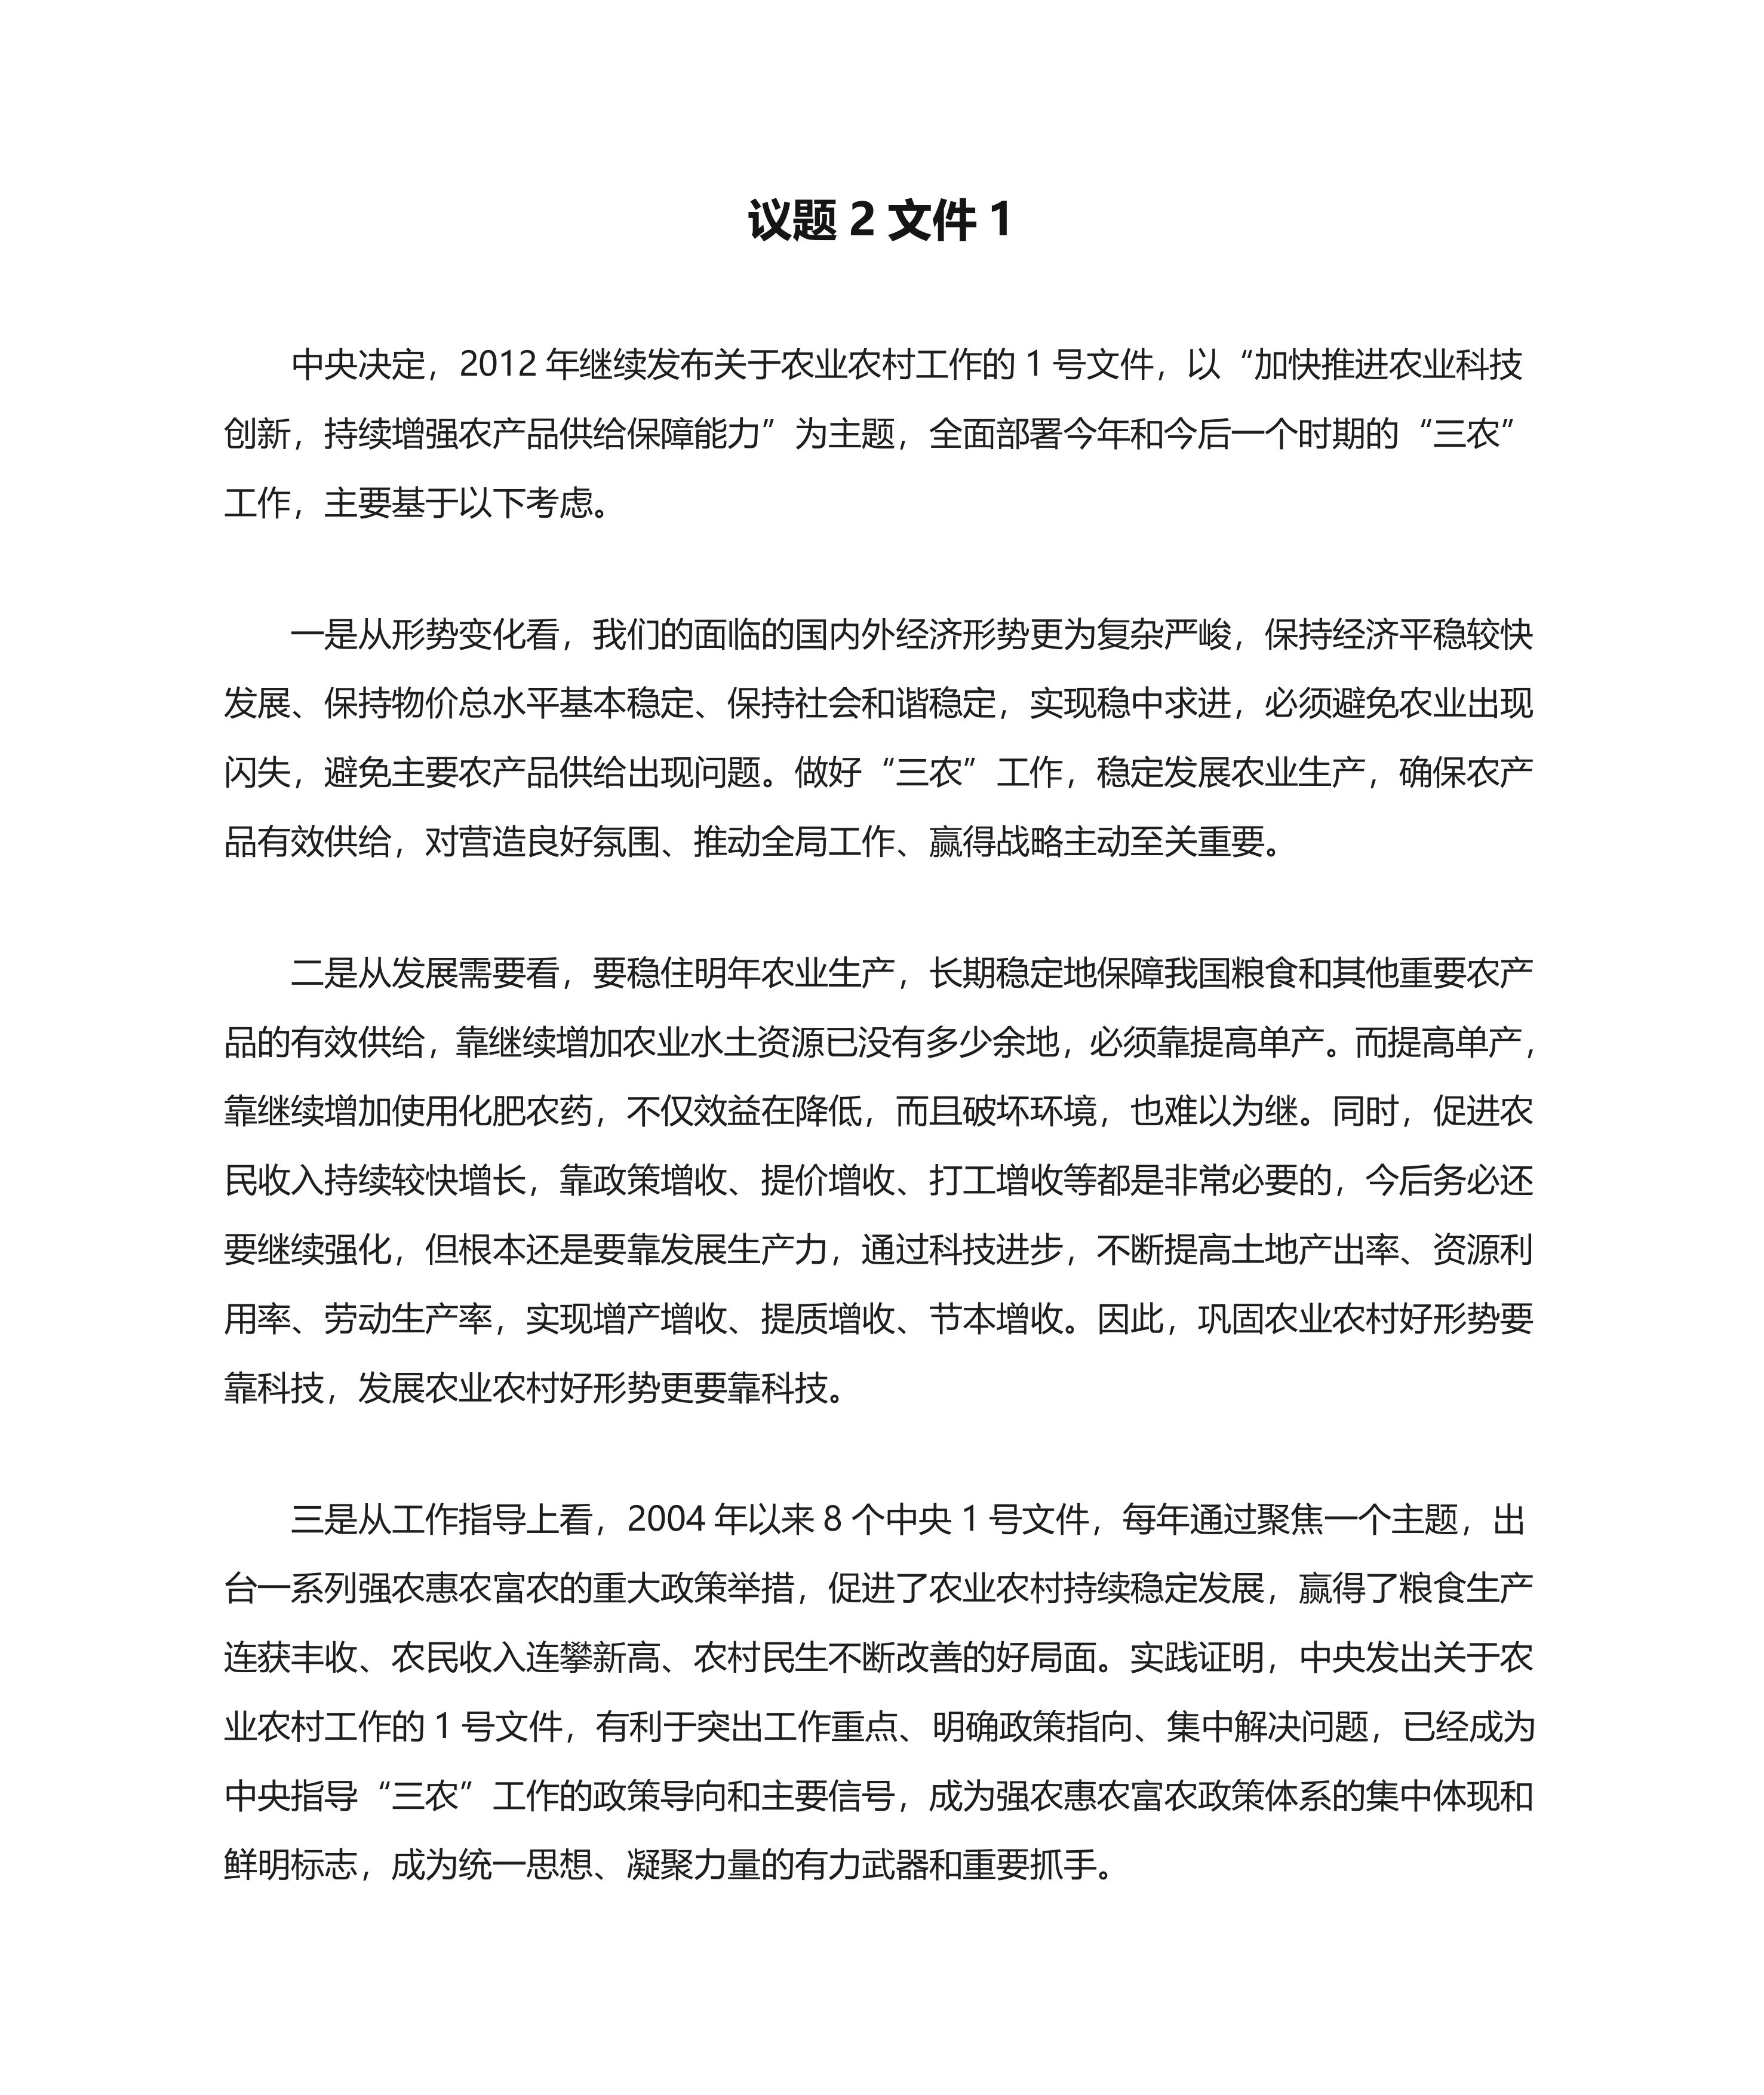 议题 2 文件 1
中央决定，2012 年继续发布关于农业农村工作的 1 号文件，以“加快推进农业科技
创新，持续增强农产品供给保障能力”为主题，全面部署今年和今后一个时期的“三农”
工作，主要基于以下考虑。
一是从形势变化看，我们的面临的国内外经济形势更为复杂严峻，保持经济平稳较快
发展、保持物价总水平基本稳定、保持社会和谐稳定，实现稳中求进，必须避免农业出现
闪失，避免主要农产品供给出现问题。做好“三农”工作，稳定发展农业生产，确保农产
品有效供给，对营造良好氛围、推动全局工作、赢得战略主动至关重要。
二是从发展需要看，要稳住明年农业生产，长期稳定地保障我国粮食和其他重要农产
品的有效供给，靠继续增加农业水土资源已没有多少余地，必须靠提高单产。而提高单产，
靠继续增加使用化肥农药，不仅效益在降低，而且破坏环境，也难以为继。同时，促进农
民收入持续较快增长，靠政策增收、提价增收、打工增收等都是非常必要的，今后务必还
要继续强化，但根本还是要靠发展生产力，通过科技进步，不断提高土地产出率、资源利
用率、劳动生产率，实现增产增收、提质增收、节本增收。因此，巩固农业农村好形势要
靠科技，发展农业农村好形势更要靠科技。
三是从工作指导上看，2004 年以来 8 个中央 1 号文件，每年通过聚焦一个主题，出
台一系列强农惠农富农的重大政策举措，促进了农业农村持续稳定发展，赢得了粮食生产
连获丰收、农民收入连攀新高、农村民生不断改善的好局面。实践证明，中央发出关于农
业农村工作的 1 号文件，有利于突出工作重点、明确政策指向、集中解决问题，已经成为
中央指导“三农”工作的政策导向和主要信号，成为强农惠农富农政策体系的集中体现和
鲜明标志，成为统一思想、凝聚力量的有力武器和重要抓手。